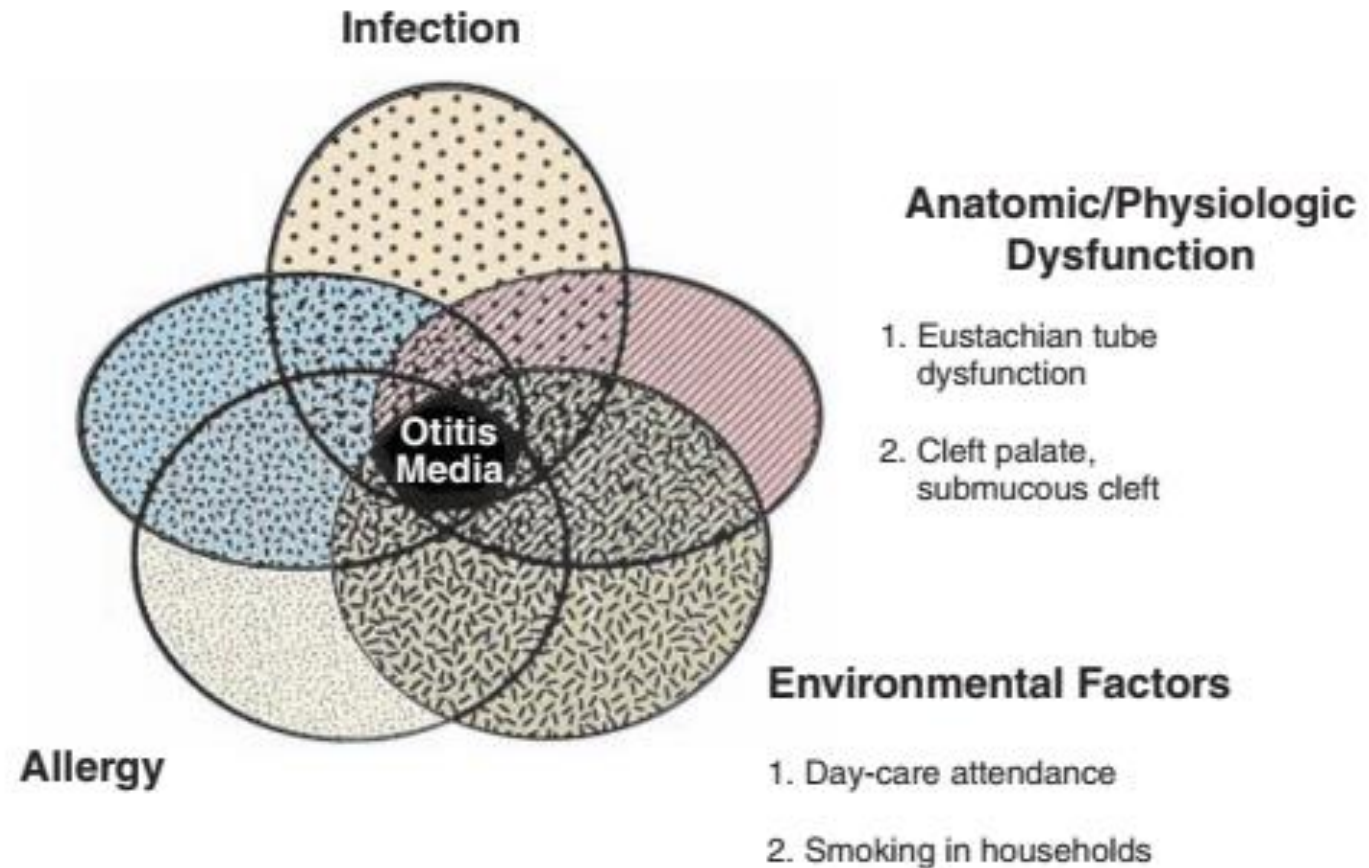 Infection
Anatomic/Physiologic
Dysfunction
1. Eustachian tube
dysfunction
2. Cleft palate,
submucous cleft
Otitis
Media
Environmental Factors
1. Day-care attendance
2. Smoking in households
Allergy